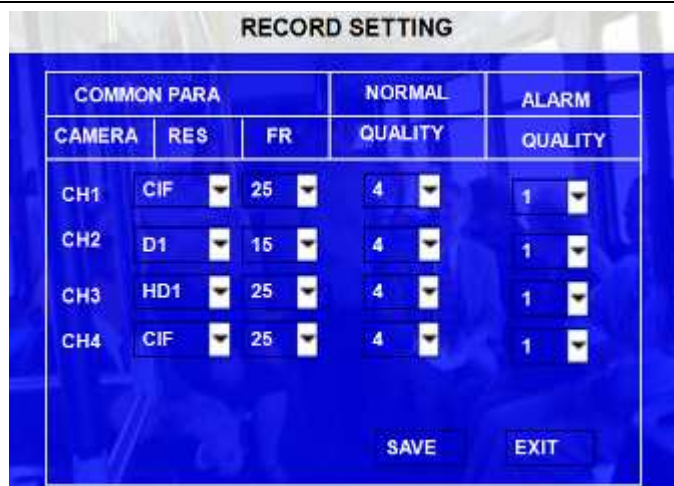 RECORD SETTING
COMMON PARA NORMAL ALARM
CAMERA RES FR QUALITY QUALITY
CH1 CIF 25 4 1
CH2 D1 15 4 1
CH3 HD1 25 4 1
CH4 CIF 25 4 1
SAVE EXIT